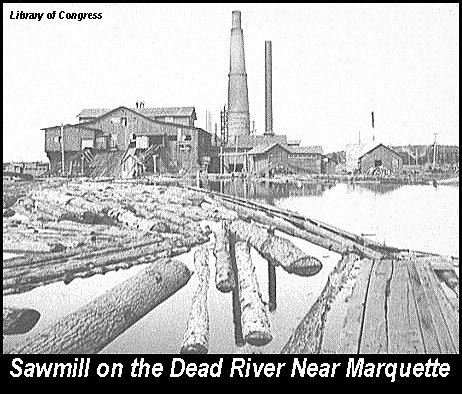 Library of Congress
Sawmill on the Dead River Near Marquette